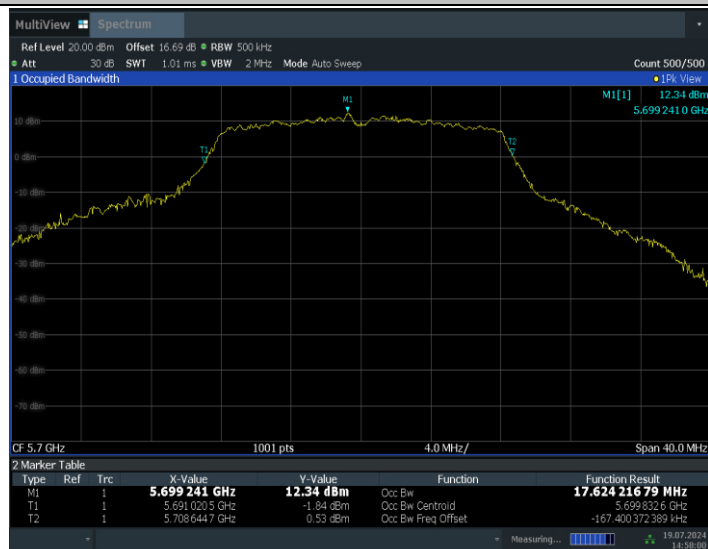 MultiView Spectrum
Ref Level 20.00 dBm Offset 16.69 dB RBW 500 kHz
Att 30 dB SWT 1.01 ms VBW 2 MHz Mode Auto Sweep Count 500/500
1 Occupied Bandwidth 1Pk View
M1[1] 12.34 dBm
5.699 241 0 GHz
M1
10 dBm
T1
T2
0 dBm
-10 dBm
-20 dBm
-30 dBm
-40 dBm
-50 dBm
-60 dBm
-70 dBm
CF 5.7 GHz 1001 pts 4.0 MHz/ Span 40.0 MHz
2 Marker Table
Type Ref Trc X-Value Y-Value Function Function Result
M1 1 5.699 241 GHz 12.34 dBm Occ Bw 17.624 216 79 MHz
T1 1 5.691 020 5 GHz -1.84 dBm Occ Bw Centroid 5.699 832 6 GHz
T2 1 5.708 644 7 GHz 0.53 dBm Occ Bw Freq Offset -167.400 372 389 kHz
Measuring... 19.07.2024
14:58:00